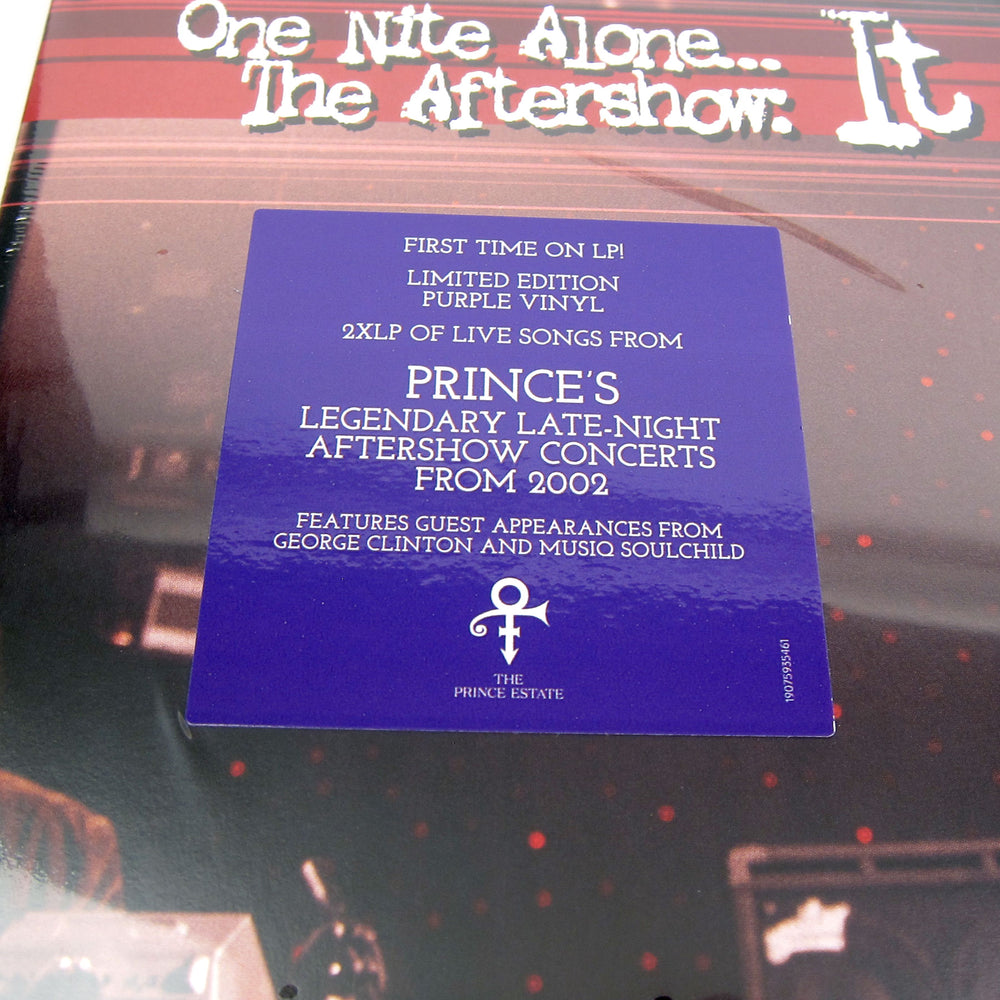 One Nite Alone...
The Aftershow: It
FIRST TIME ON LP!
LIMITED EDITION
PURPLE VINYL
2XLP OF LIVE SONGS FROM
PRINCE'S
LEGENDARY LATE-NIGHT
AFTERSHOW CONCERTS
FROM 2002
FEATURES GUEST APPEARANCES FROM
GEORGE CLINTON AND MUSIQ SOULCHILD
THE
PRINCE ESTATE
19075935461